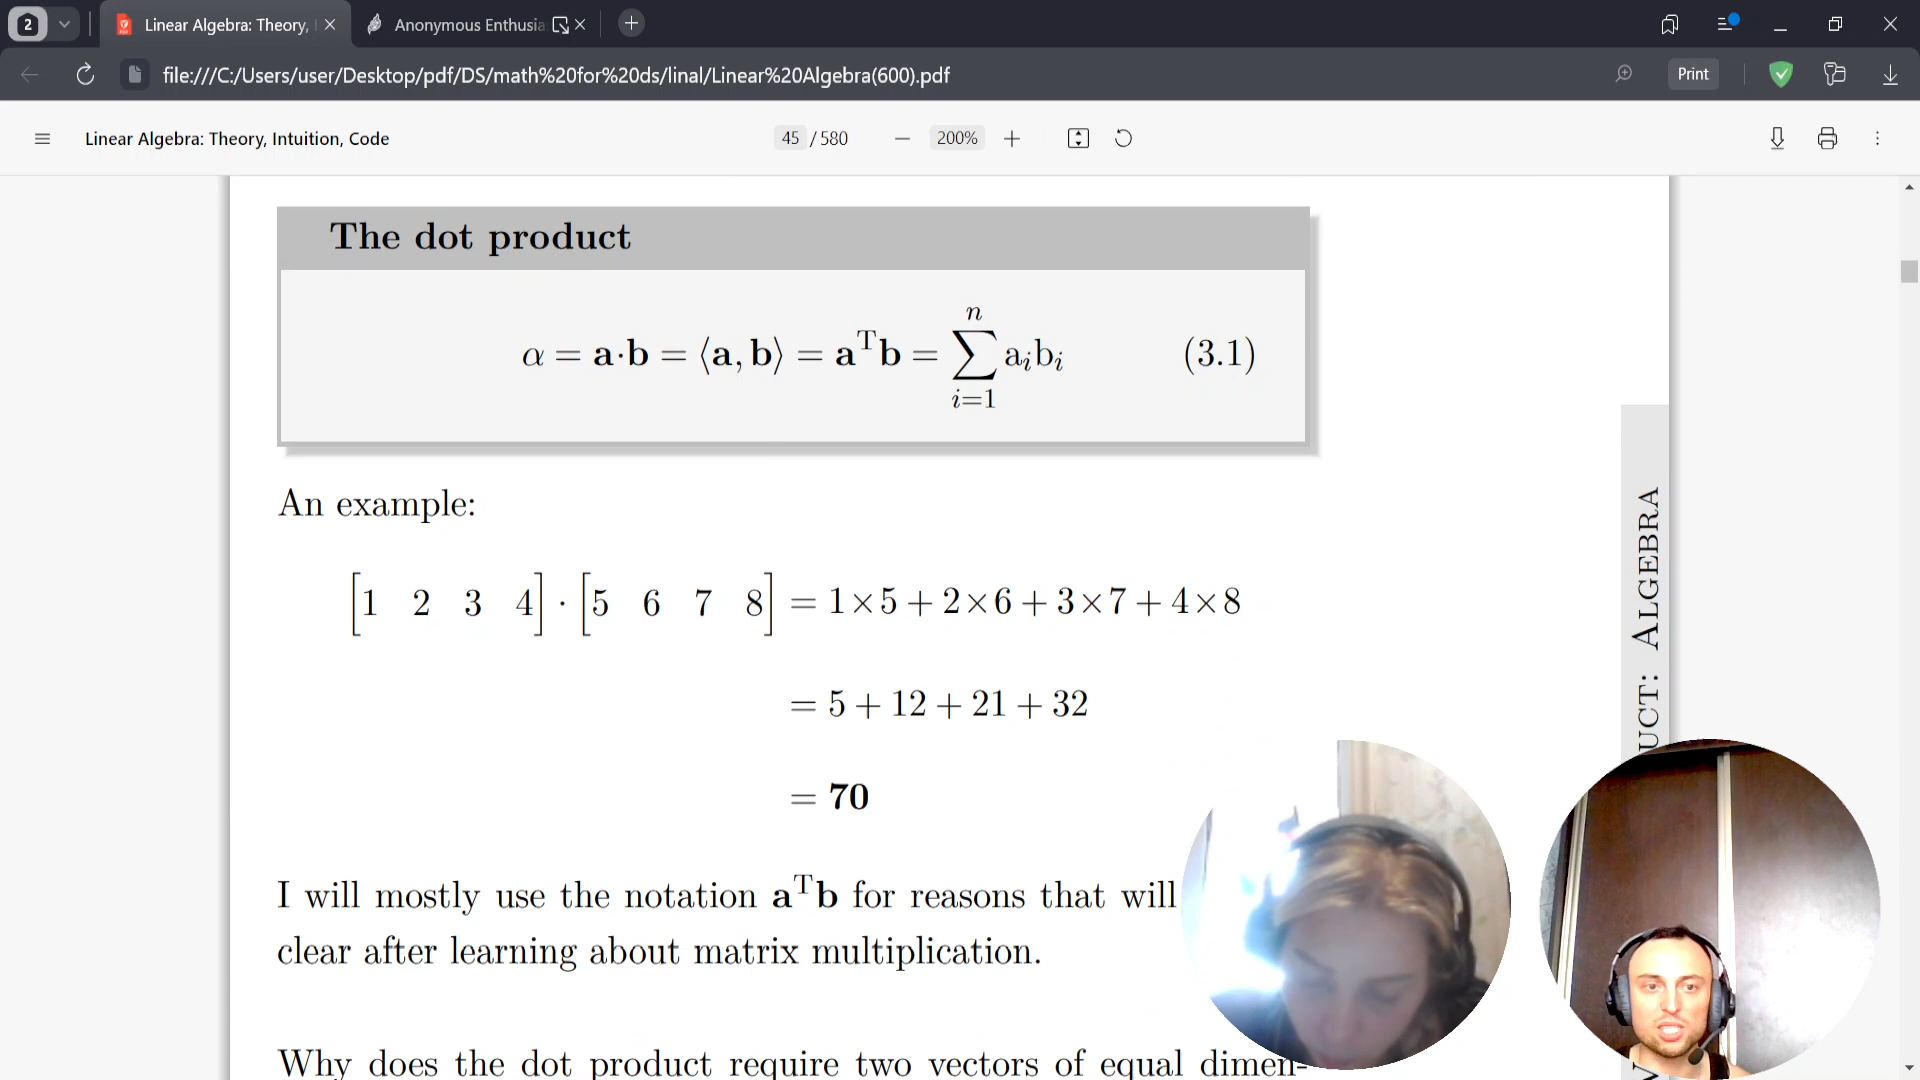 2
Linear Algebra: Theory,
Anonymous Enthusia
file:///C:/Users/user/Desktop/pdf/DS/math%20for%20ds/linal/Linear%20Algebra(600).pdf
Print
Linear Algebra: Theory, Intuition, Code
45 / 580
200%
The dot product
α = a·b = ⟨a, b⟩ = aᵀb = ∑ⁿᵢ₌₁ aᵢbᵢ (3.1)
An example:
[1 2 3 4] · [5 6 7 8] = 1×5 + 2×6 + 3×7 + 4×8
= 5 + 12 + 21 + 32
= 70
I will mostly use the notation aᵀb for reasons that will
clear after learning about matrix multiplication.
Why does the dot product require two vectors of equal dimen-
UCT: ALGEBRA